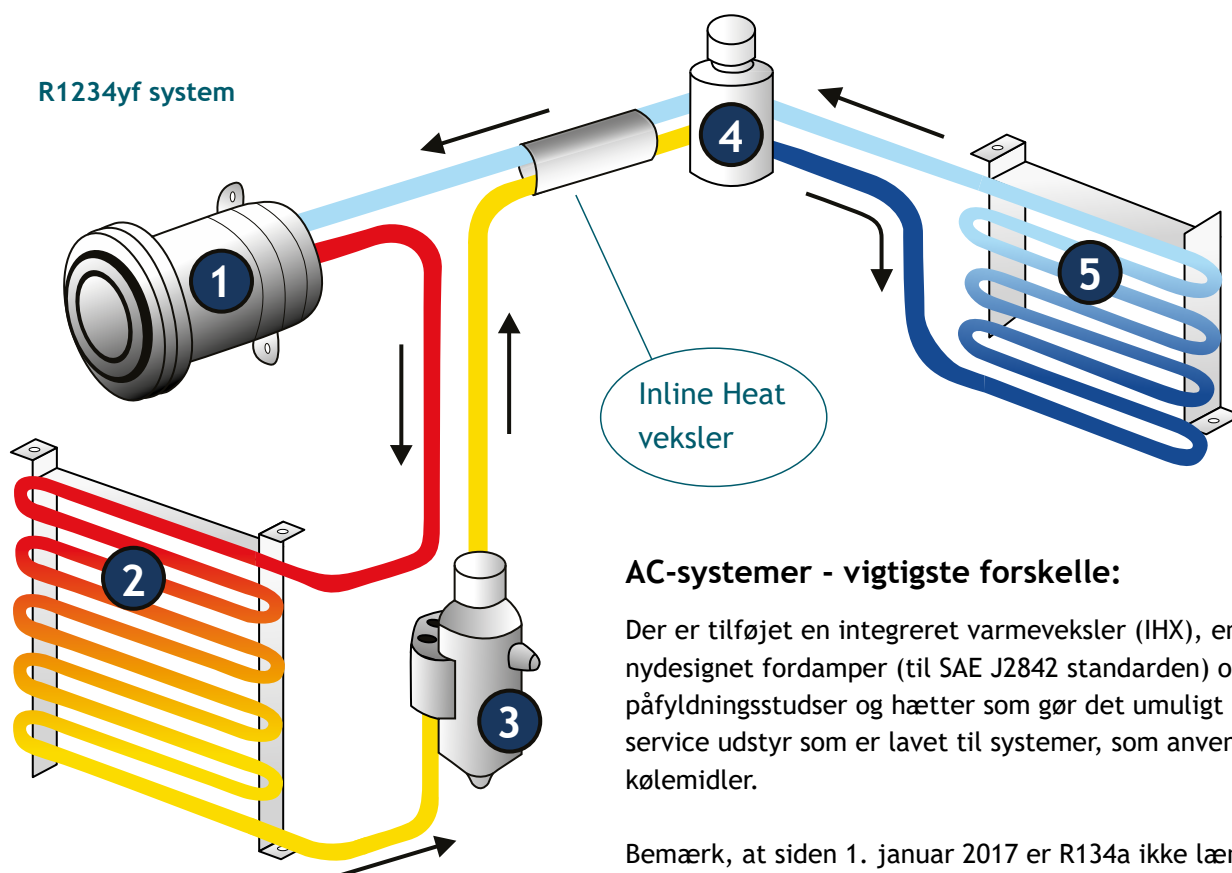 R1234yf system
4
1
5
Inline Heat
veksler
2
3
AC-systemer - vigtigste forskelle:
Der er tilføjet en integreret varmeveksler (IHX), en
nydesignet fordamper (til SAE J2842 standarden)
påfyldningsstudser og hætter som gør det umuligt
service udstyr som er lavet til systemer, som
kølemidler.
Bemærk, at siden 1. januar 2017 er R134a ikke